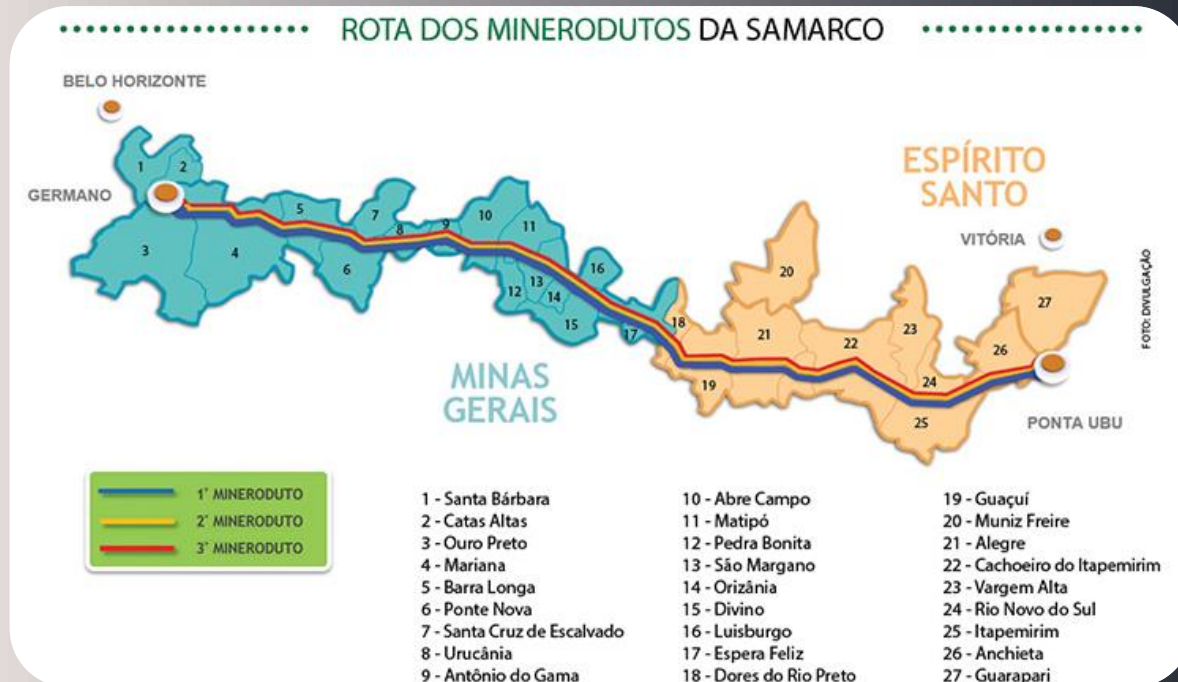 ROTA DOS MINERODUTOS DA SAMARCO
BELO HORIZONTE
GERMANO
ESPÍRITO
SANTO
VITÓRIA
FOTO: DIVULGAÇÃO
1
2
3
4
5
6
7
8
9
10
11
12
13
14
15
16
17
18
19
20
21
22
23
24
25
26
27
MINAS
GERAIS
PONTA UBU
1° MINERODUTO
2° MINERODUTO
3° MINERODUTO
1 - Santa Bárbara
2 - Catas Altas
3 - Ouro Preto
4 - Mariana
5 - Barra Longa
6 - Ponte Nova
7 - Santa Cruz de Escalvado
8 - Urucânia
9 - Antônio do Gama
10 - Abre Campo
11 - Matipó
12 - Pedra Bonita
13 - São Margano
14 - Orizânia
15 - Divino
16 - Luisburgo
17 - Espera Feliz
18 - Dores do Rio Preto
19 - Guaçuí
20 - Muniz Freire
21 - Alegre
22 - Cachoeiro do Itapemirim
23 - Vargem Alta
24 - Rio Novo do Sul
25 - Itapemirim
26 - Anchieta
27 - Guarapari